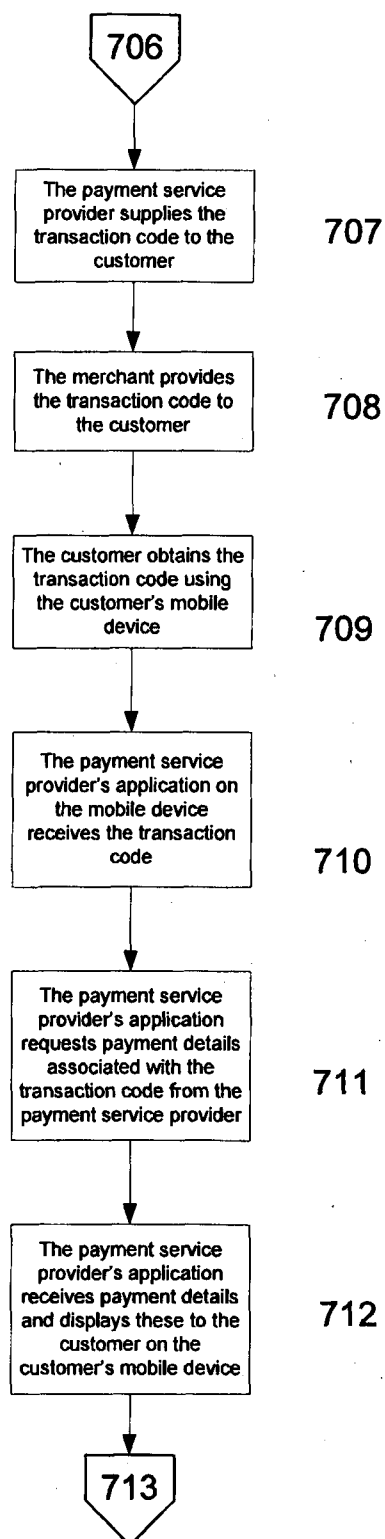 706
The payment service
provider supplies the
transaction code to the
customer
707
The merchant provides
the transaction code to
the customer
708
The customer obtains the
transaction code using
the customer's mobile
device
709
The payment service
provider's application on
the mobile device
receives the transaction
code
710
The payment service
provider's application
requests payment details
associated with the
transaction code from the
payment service provider
711
The payment service
provider's application
receives payment details
and displays these to the
customer on the
customer's mobile device
712
713